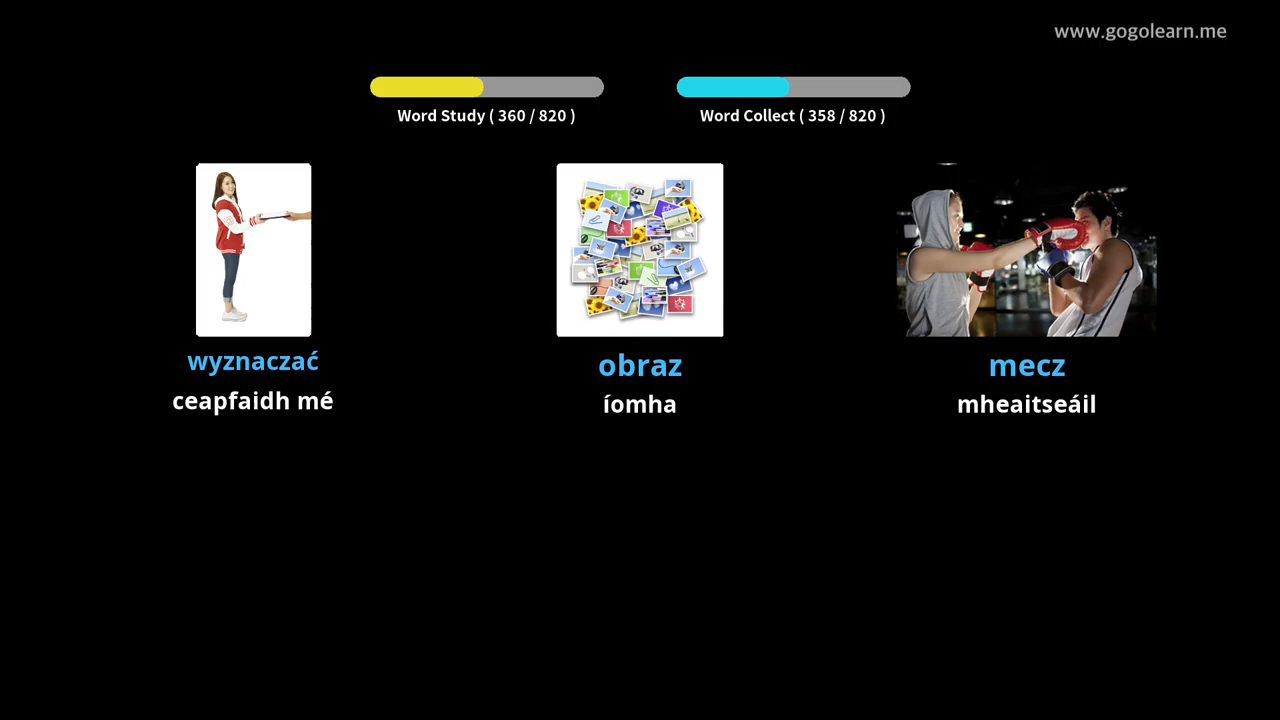 www.gogolearn.me
Word Study ( 360 / 820 )
Word Collect ( 358 / 820 )
wyznaczać
ceapfaidh mé
obraz
íomha
mecz
mheaitseáil